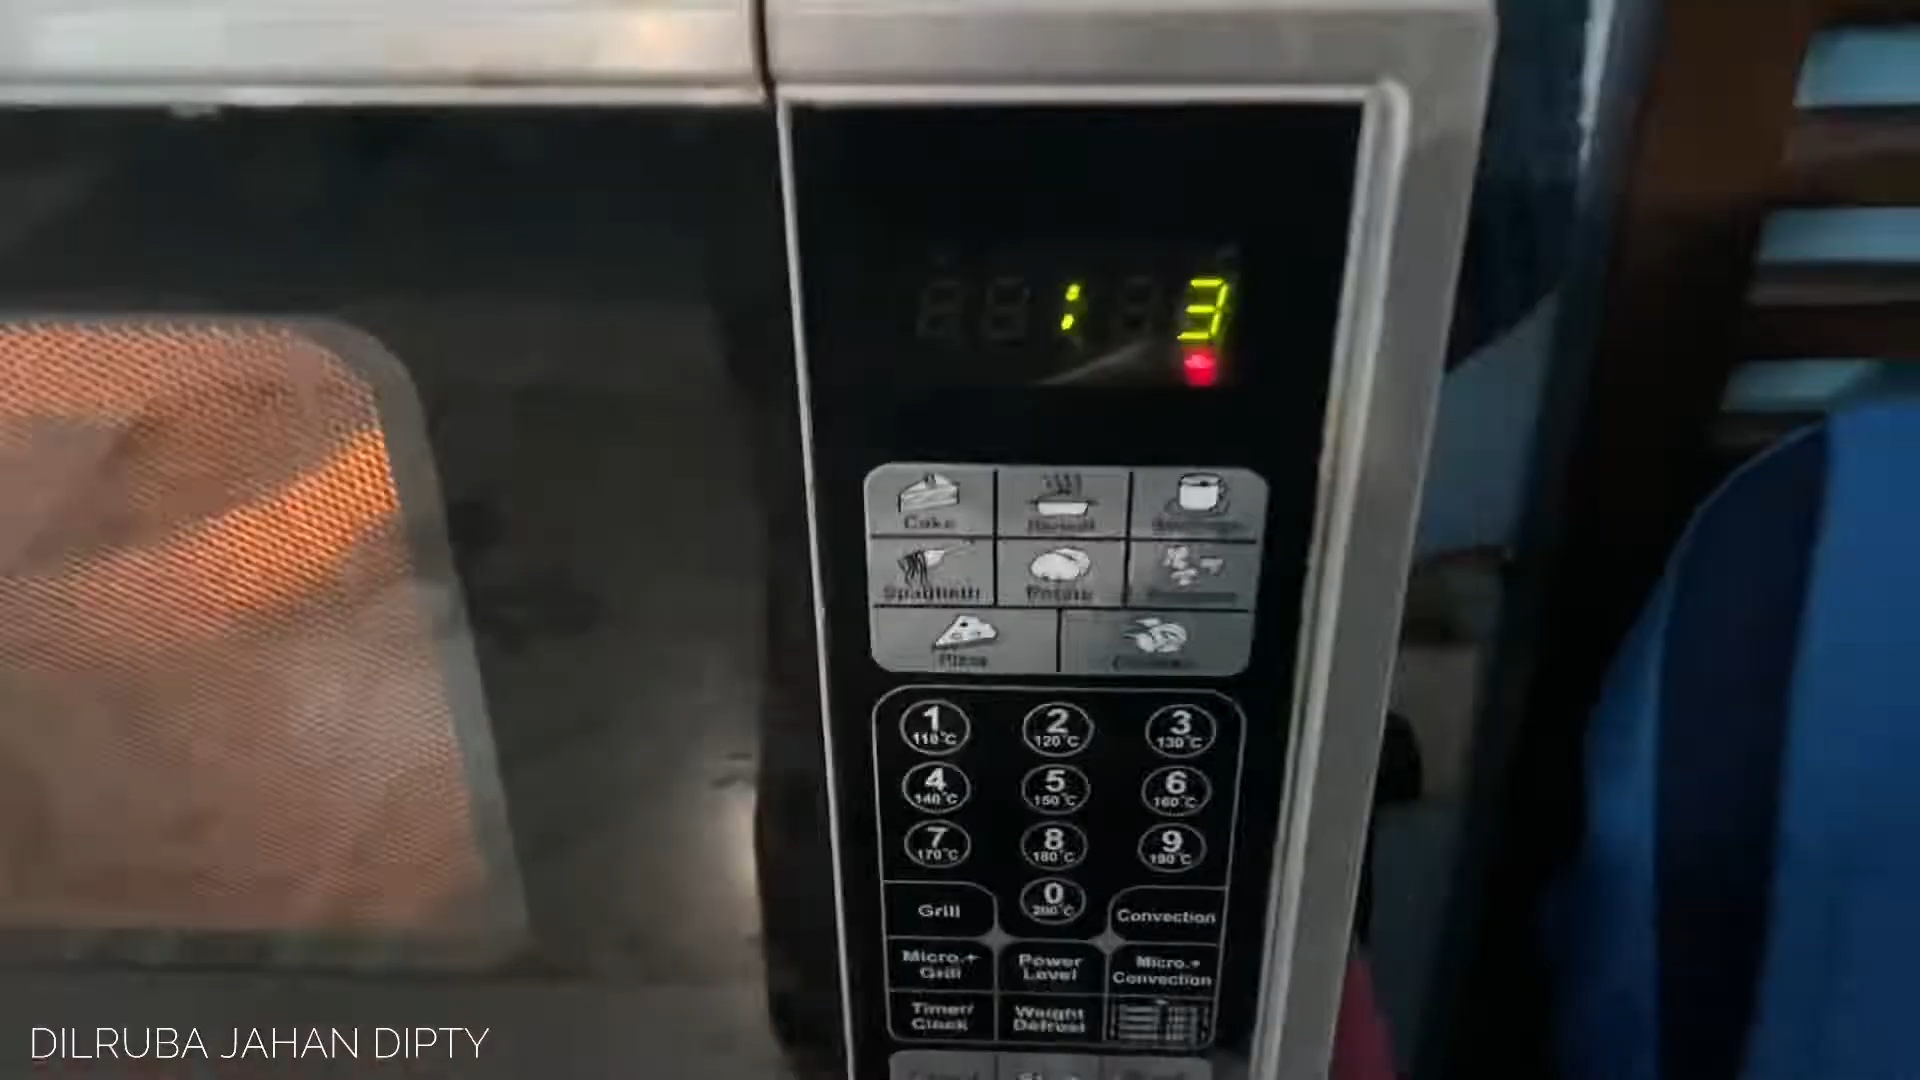 : 3
Cake
Spaghetti Potato
Pizza
1 2 3
110°C 120°C 130°C
4 5 6
140°C 150°C 160°C
7 8 9
170°C 180°C 190°C
0
200°C
Grill Convection
Micro.+ Grill Power Level Micro.+ Convection
Timer/ Clock Weight Defrost
DILRUBA JAHAN DIPTY